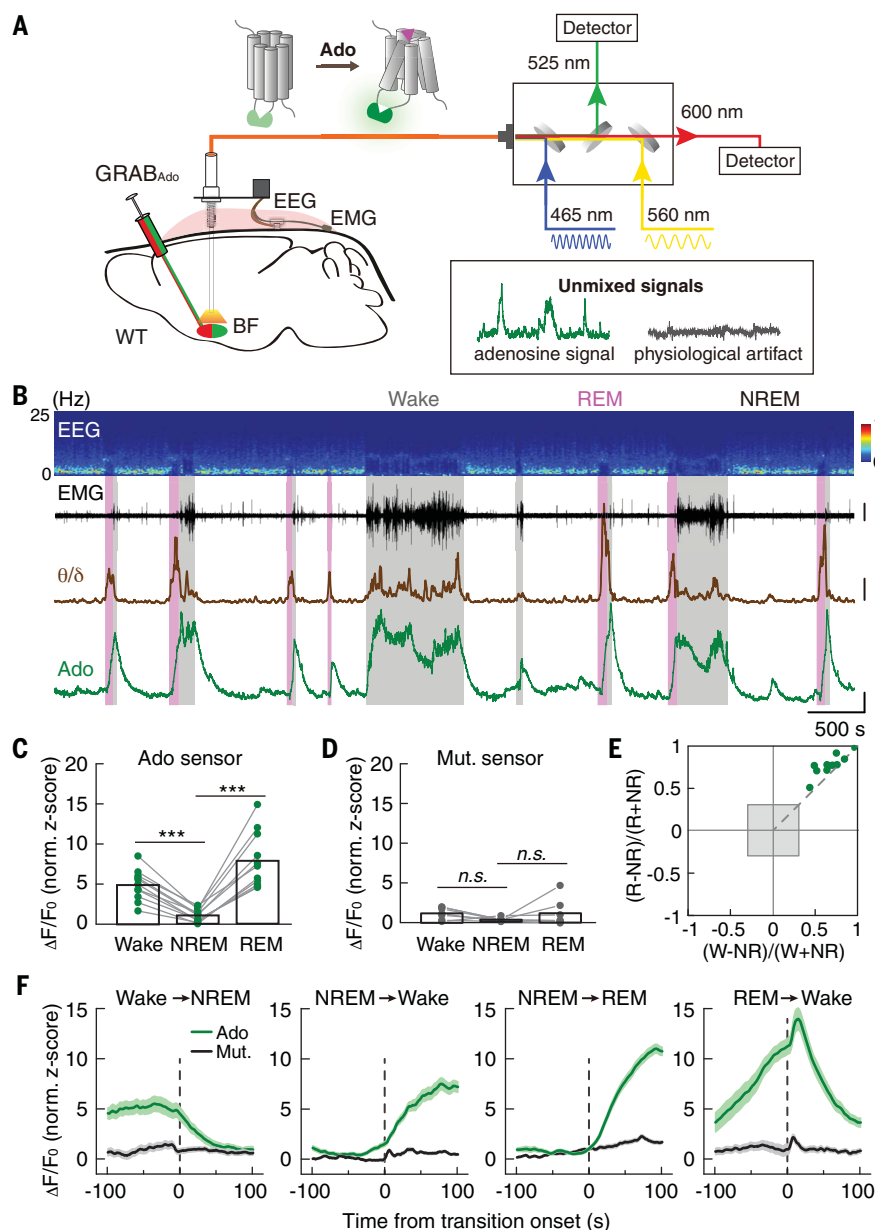 A
Ado
Detector
525 nm
600 nm
Detector
GRABAdo
EEG
EMG
465 nm
560 nm
WT
BF
Unmixed signals
adenosine signal
physiological artifact
B
(Hz)
Wake
REM
NREM
25
EEG
0
EMG
θ/δ
Ado
500 s
C
Ado sensor
20
15
10
5
0
ΔF/F0 (norm. z-score)
***
***
Wake
NREM
REM
D
Mut. sensor
20
15
10
5
0
ΔF/F0 (norm. z-score)
n.s.
n.s.
Wake
NREM
REM
E
1
0.5
0
-0.5
-1
(R-NR)/(R+NR)
-1
-0.5
0
0.5
1
(W-NR)/(W+NR)
F
Wake→NREM
NREM→Wake
NREM→REM
REM→Wake
Ado
Mut.
ΔF/F0 (norm. z-score)
15
10
5
0
-100 0 100
15
10
5
0
-100 0 100
15
10
5
0
-100 0 100
15
10
5
0
-100 0 100
Time from transition onset (s)